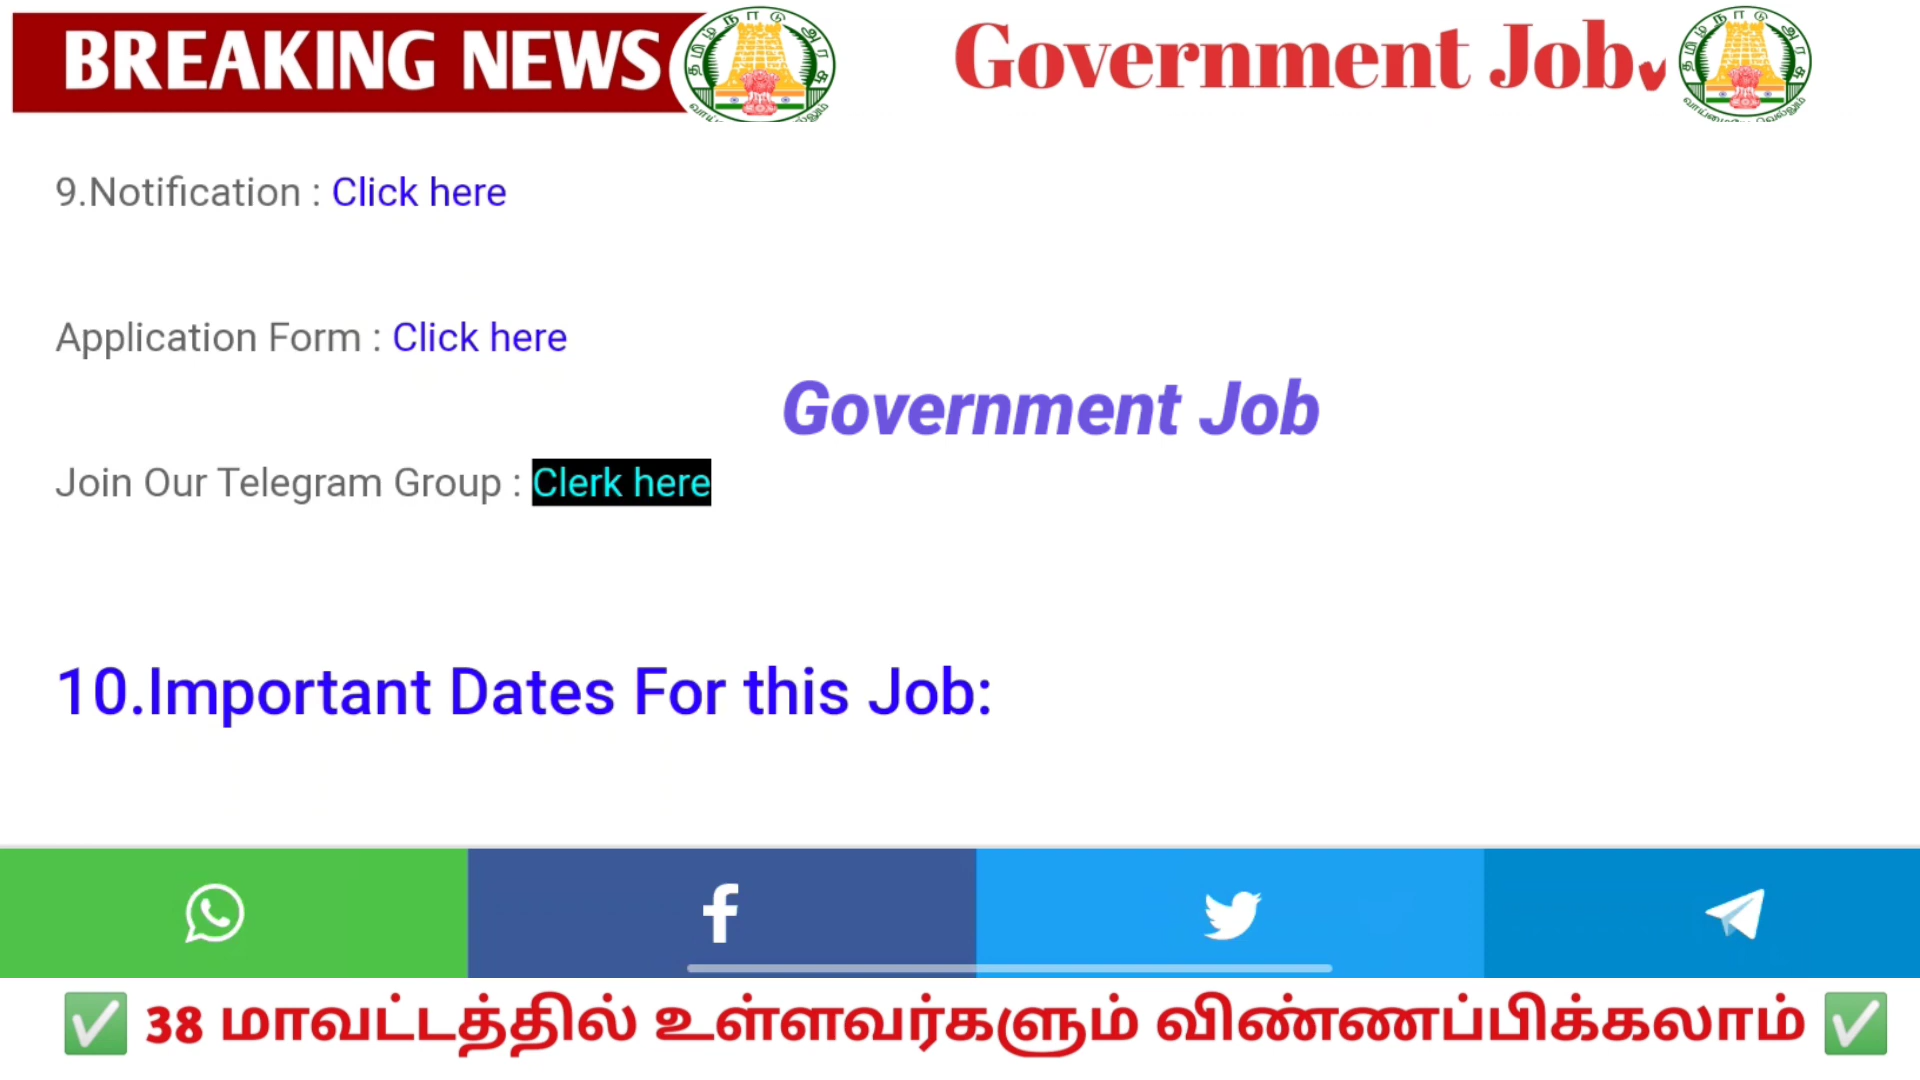 BREAKING NEWS
Government Job
9.Notification : Click here
Application Form : Click here
Government Job
Join Our Telegram Group : Clerk here
10.Important Dates For this Job:
✅ 38 மாவட்டத்தில் உள்ளவர்களும் விண்ணப்பிக்கலாம் ✅